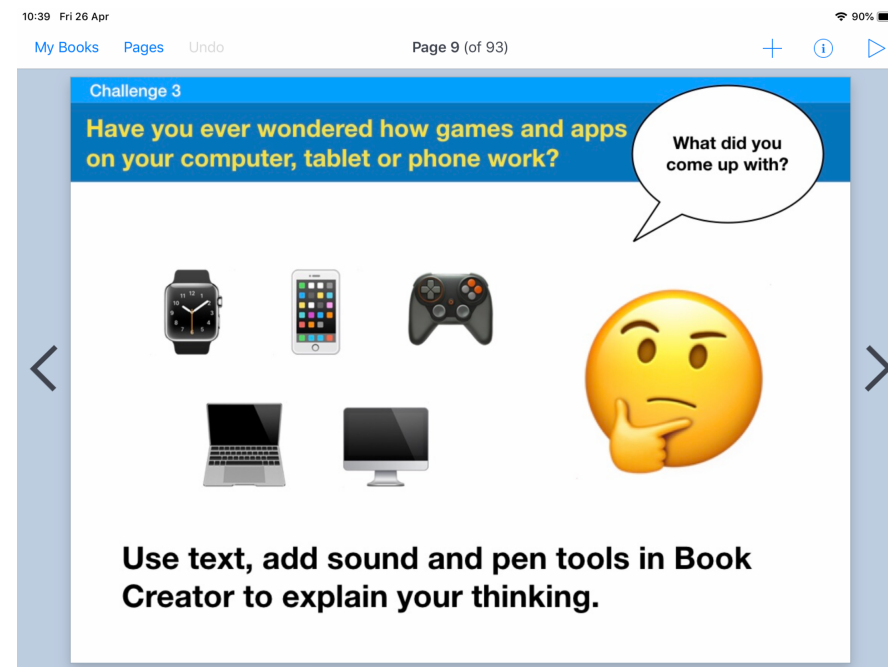 10:39 Fri 26 Apr
90%
My Books Pages Undo
Page 9 (of 93)
Challenge 3
Have you ever wondered how games and apps
on your computer, tablet or phone work?
What did you
come up with?
Use text, add sound and pen tools in Book
Creator to explain your thinking.